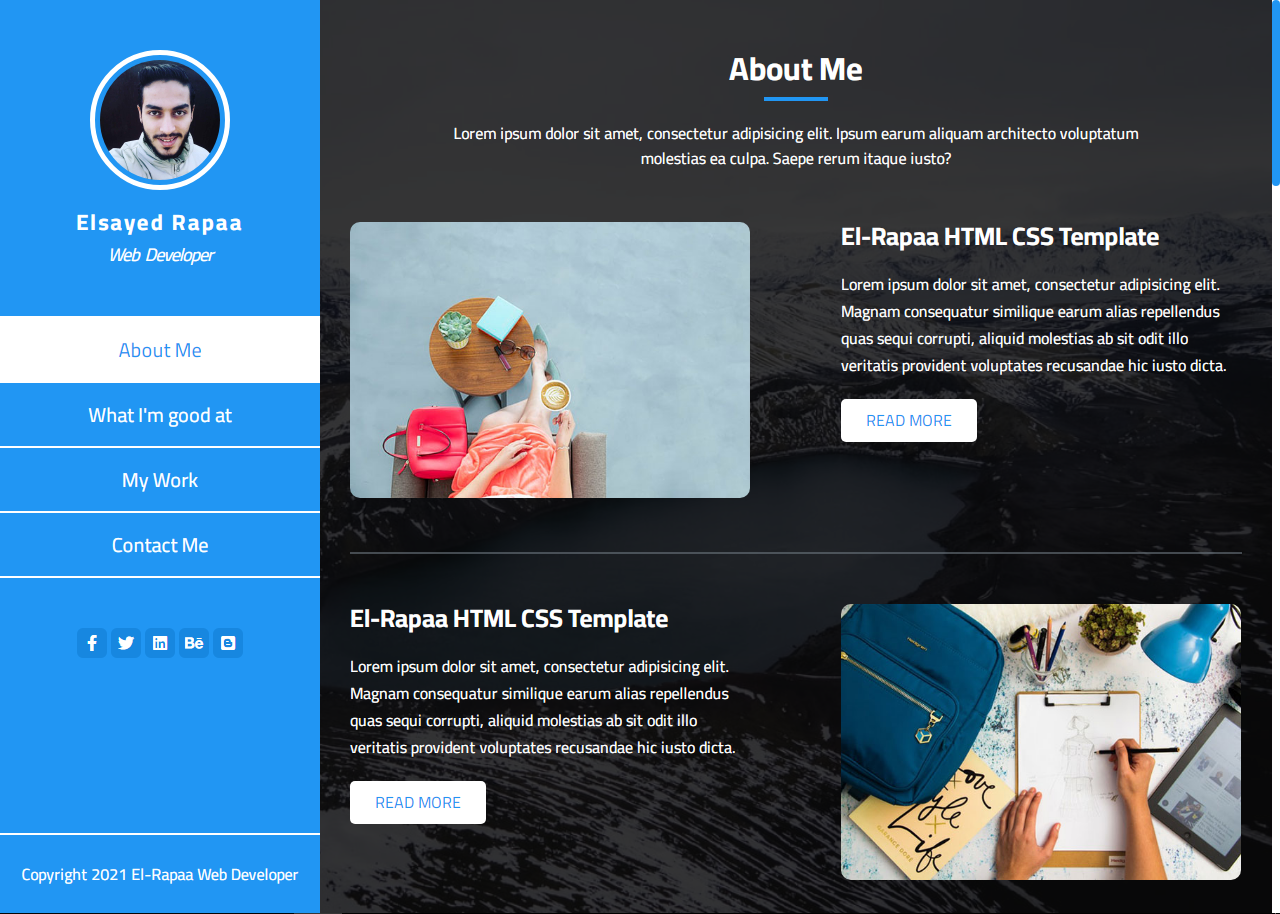 Elsayed Rapaa
Web Developer
About Me
What I'm good at
My Work
Contact Me
Bē
Copyright 2021 El-Rapaa Web Developer
About Me
Lorem ipsum dolor sit amet, consectetur adipisicing elit. Ipsum earum aliquam architecto voluptatum
molestias ea culpa. Saepe rerum itaque iusto?
El-Rapaa HTML CSS Template
Lorem ipsum dolor sit amet, consectetur adipisicing elit.
Magnam consequatur similique earum alias repellendus
quas sequi corrupti, aliquid molestias ab sit odit illo
veritatis provident voluptates recusandae hic iusto dicta.
READ MORE
El-Rapaa HTML CSS Template
Lorem ipsum dolor sit amet, consectetur adipisicing elit.
Magnam consequatur similique earum alias repellendus
quas sequi corrupti, aliquid molestias ab sit odit illo
veritatis provident voluptates recusandae hic iusto dicta.
READ MORE
Life